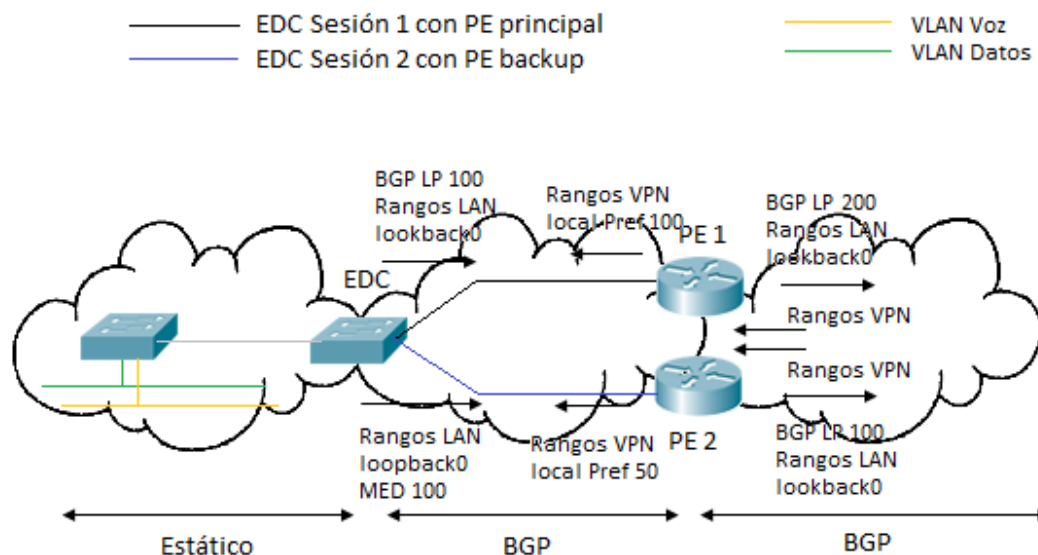 EDC Sesión 1 con PE principal
EDC Sesión 2 con PE backup
VLAN Voz
VLAN Datos
BGP LP 100
Rangos LAN
lookback0
Rangos VPN
local Pref 100
PE 1
BGP LP 200
Rangos LAN
lookback0
EDC
Rangos VPN
Rangos VPN
Rangos LAN
loopback0
MED 100
Rangos VPN
local Pref 50
PE 2
BGP LP 100
Rangos LAN
lookback0
Estático
BGP
BGP